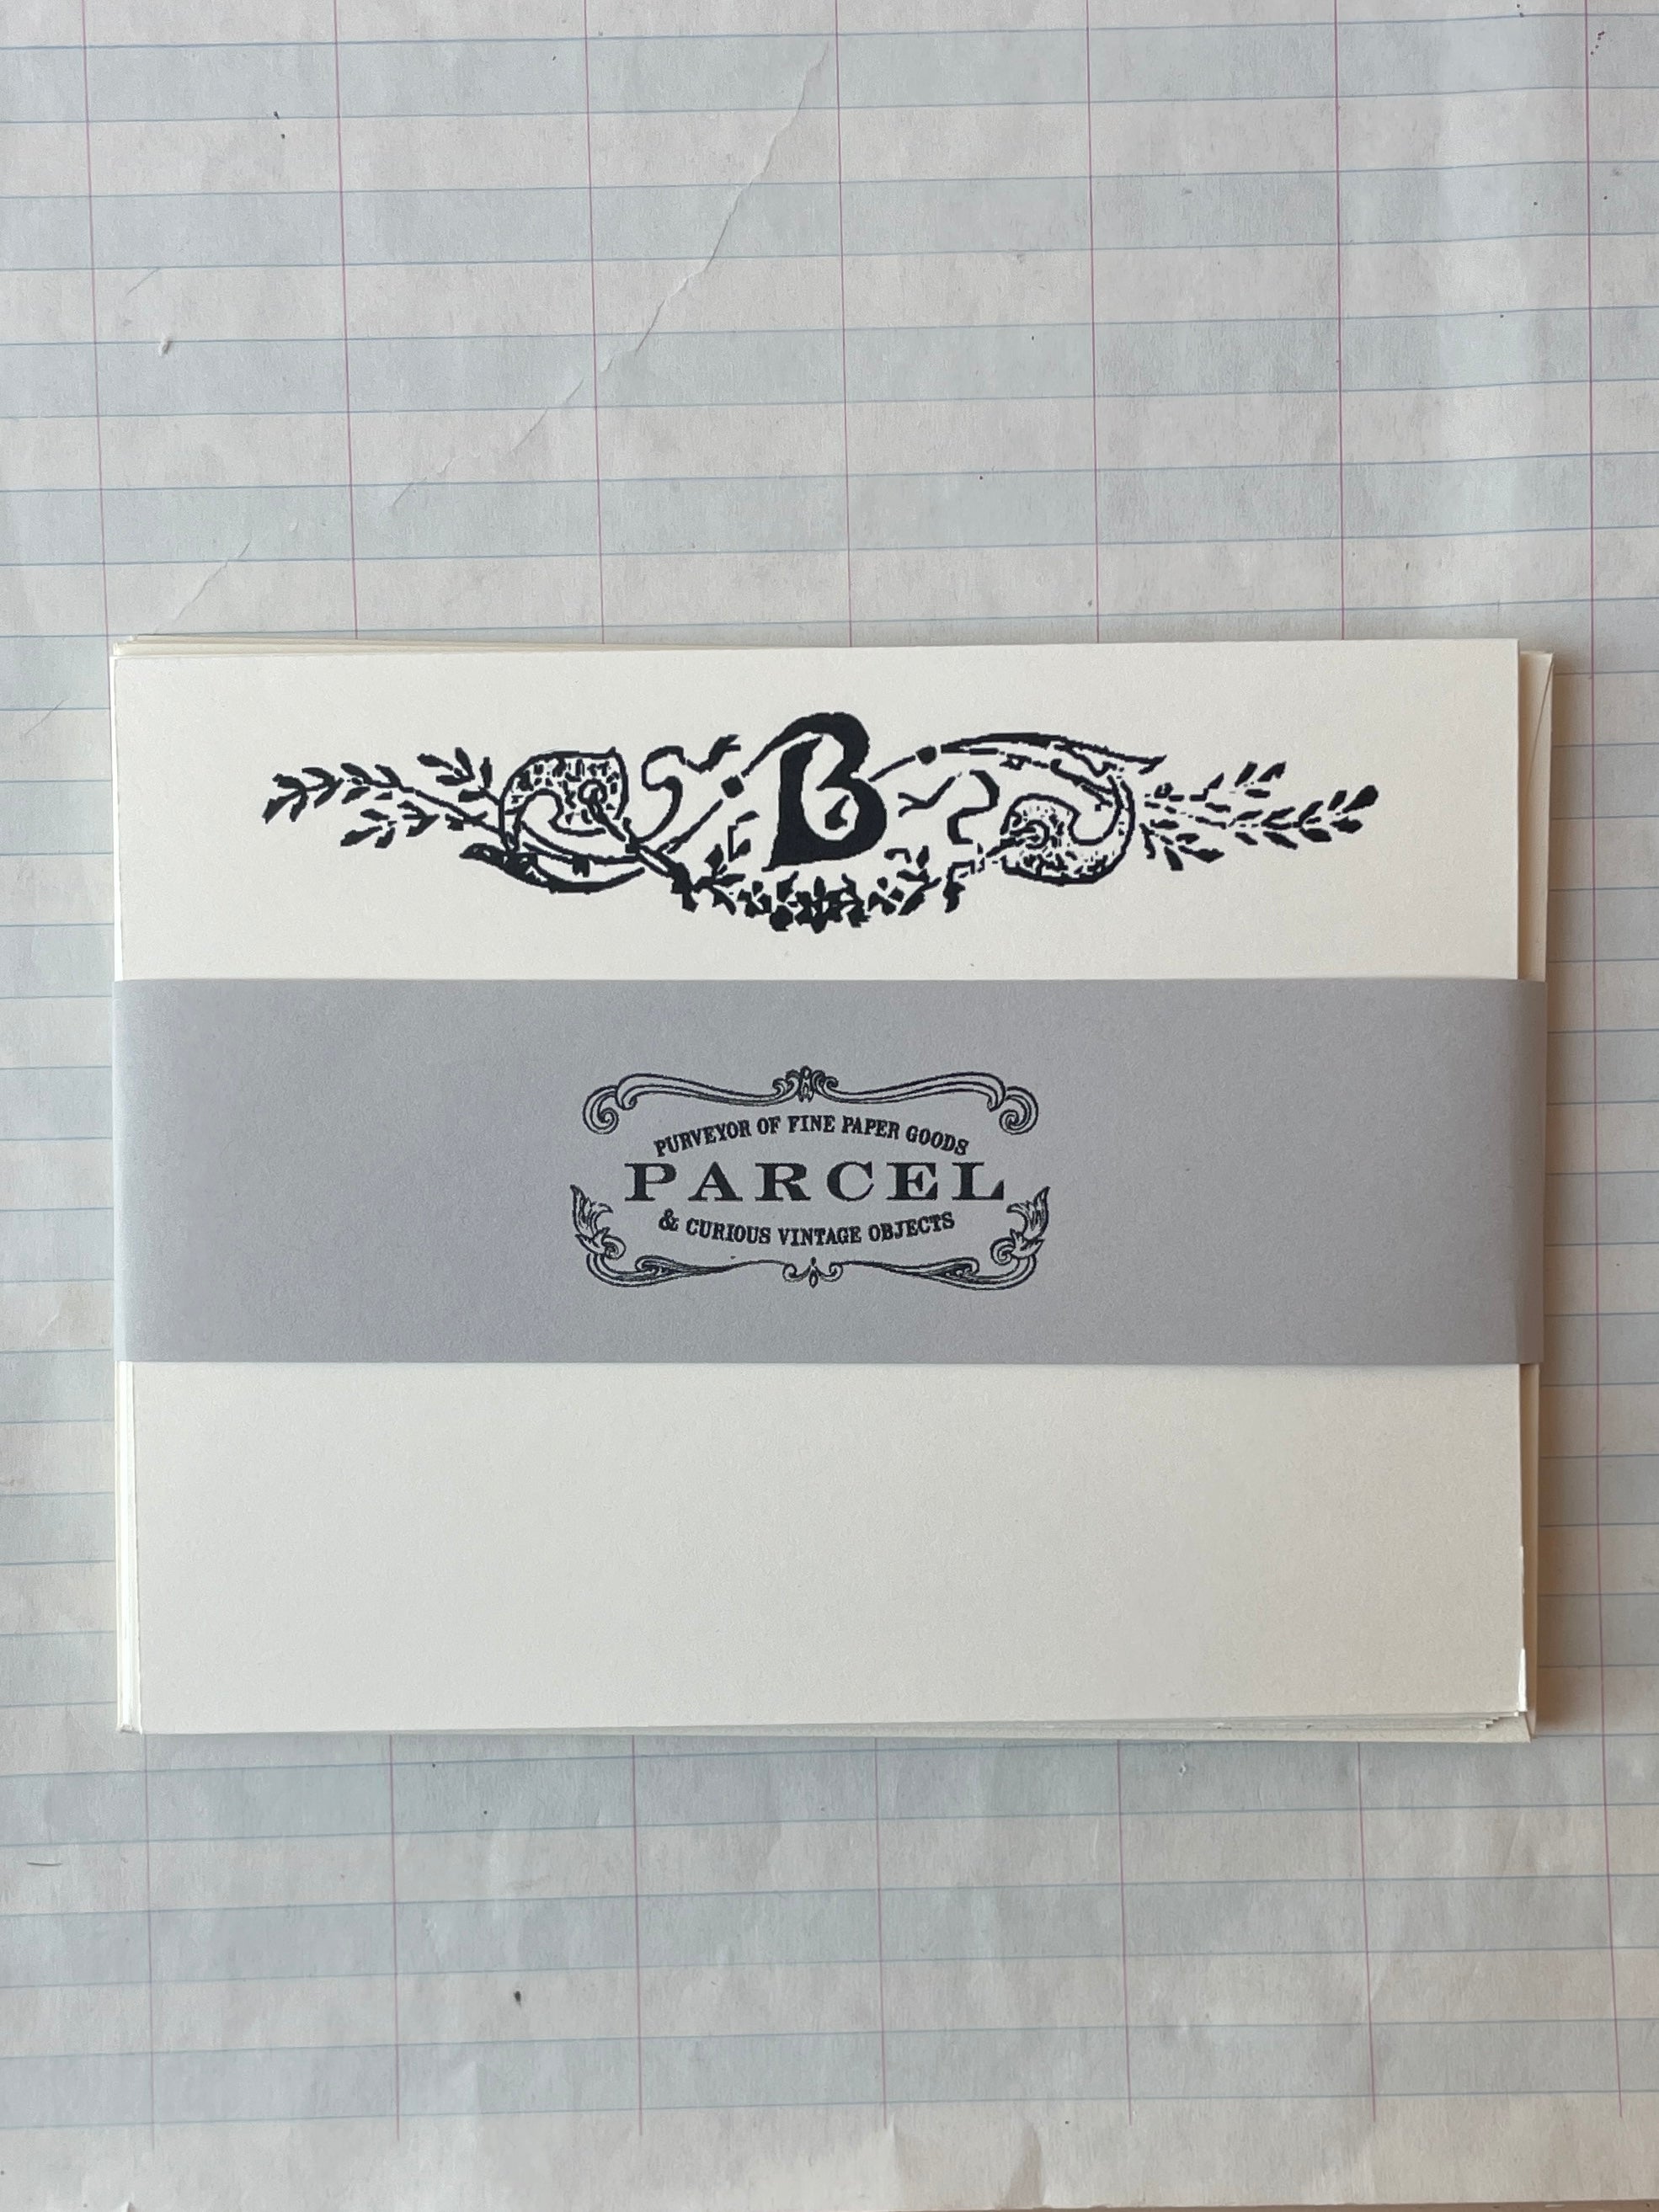 B
PURVEYOR OF FINE PAPER GOODS
PARCEL
& CURIOUS VINTAGE OBJECTS